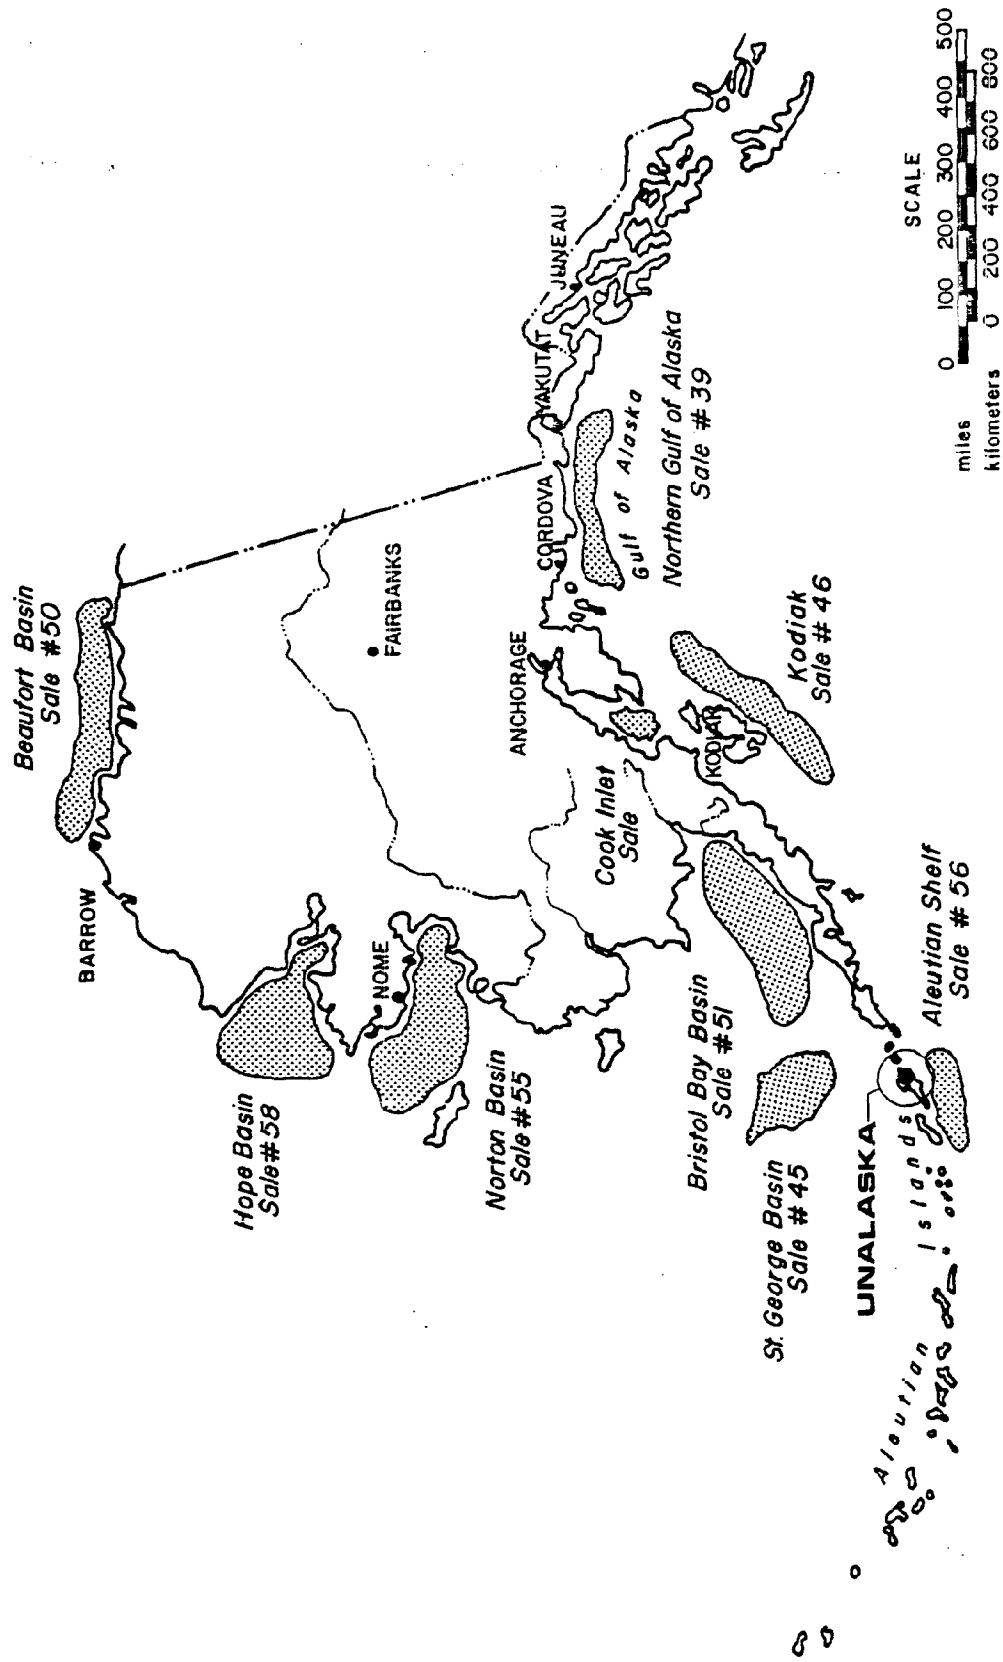 Beaufort Basin
Sale #50
BARROW
Hope Basin
Sale#58
NOME
Norton Basin
Sale #55
FAIRBANKS
ANCHORAGE
CORDOVA
YAKUTAT
JUNEAU
Gulf of Alaska
Northern Gulf of Alaska
Sale #39
Cook Inlet
Sale
KODIAK
Kodiak
Sale #46
Bristol Bay Basin
Sale #51
St. George Basin
Sale #45
UNALASKA
Aleutian Shelf
Sale #56
Aleutian Islands
SCALE
0 100 200 300 400 500
miles
kilometers
0 200 400 600 800